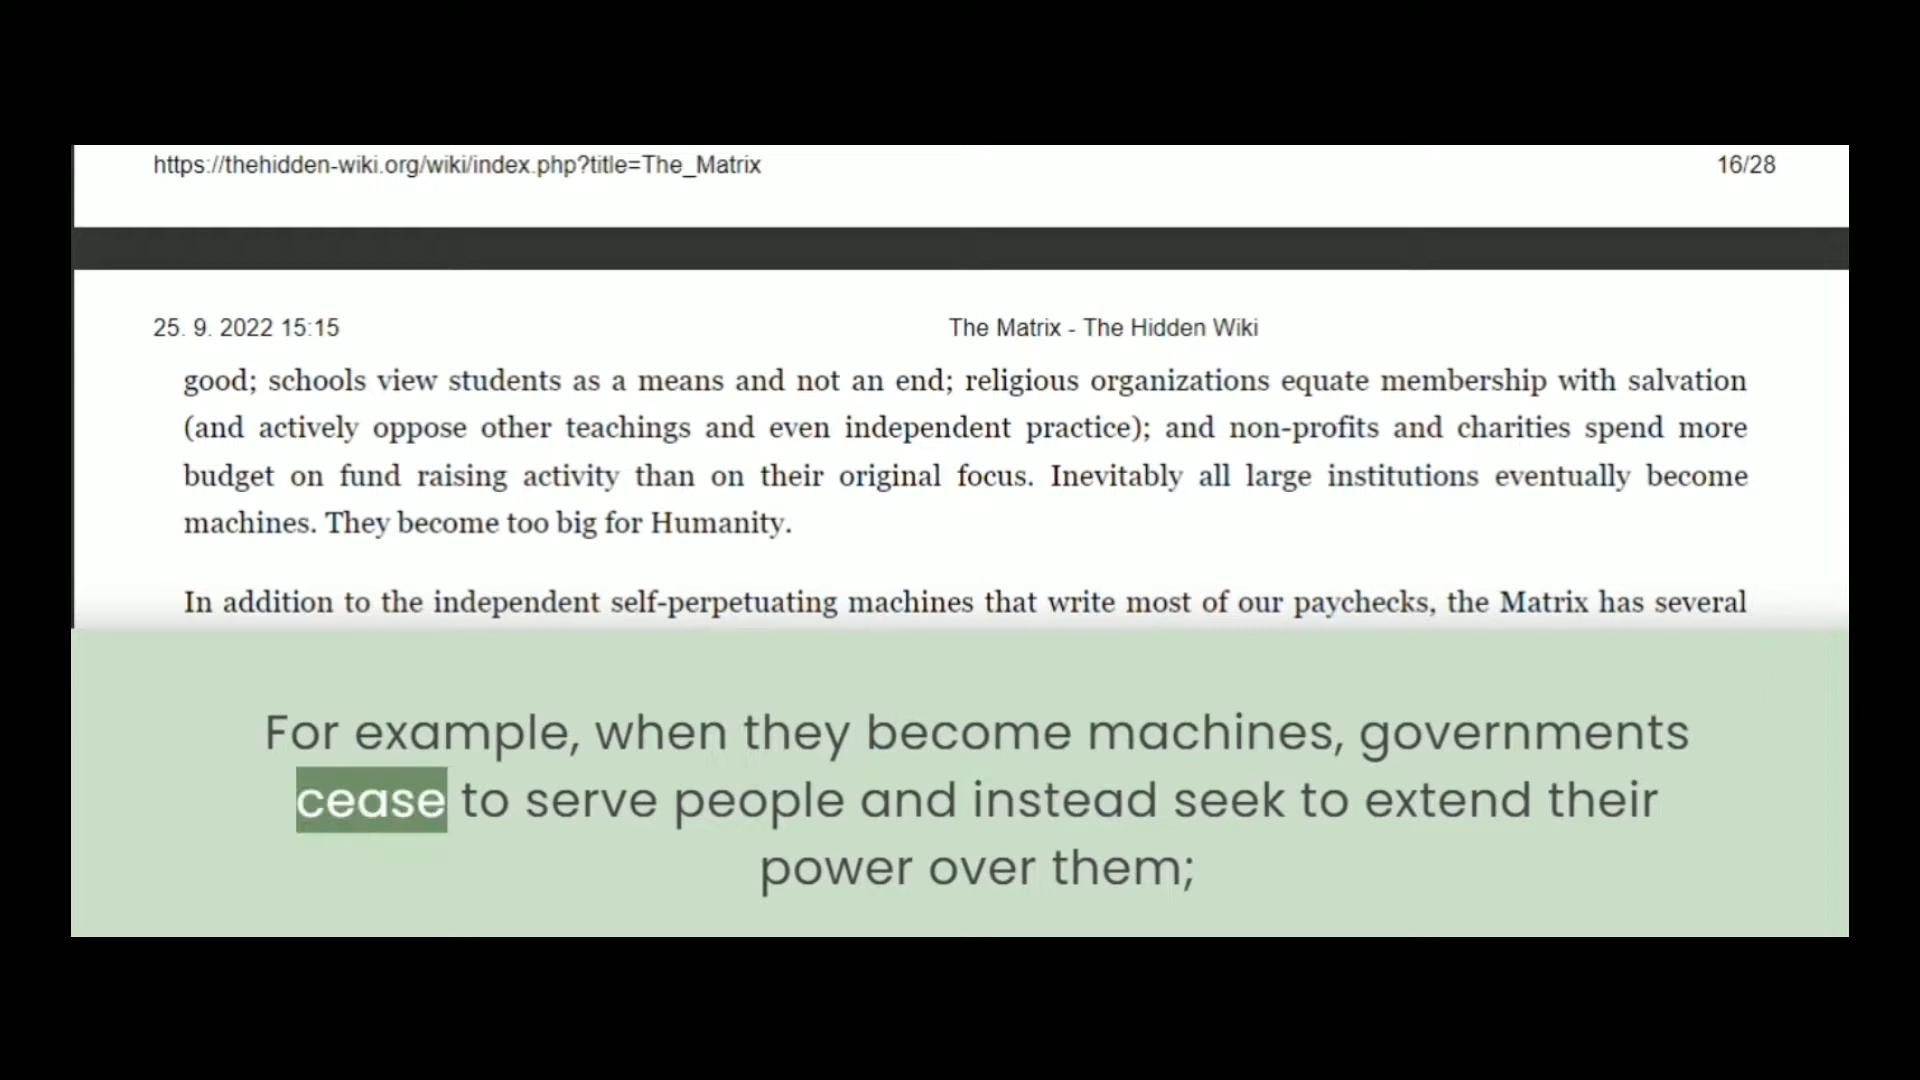 https://thehidden-wiki.org/wiki/index.php?title=The_Matrix 16/28
25. 9. 2022 15:15 The Matrix - The Hidden Wiki
good; schools view students as a means and not an end; religious organizations equate membership with salvation
(and actively oppose other teachings and even independent practice); and non-profits and charities spend more
budget on fund raising activity than on their original focus. Inevitably all large institutions eventually become
machines. They become too big for Humanity.
In addition to the independent self-perpetuating machines that write most of our paychecks, the Matrix has several
For example, when they become machines, governments
cease to serve people and instead seek to extend their
power over them;